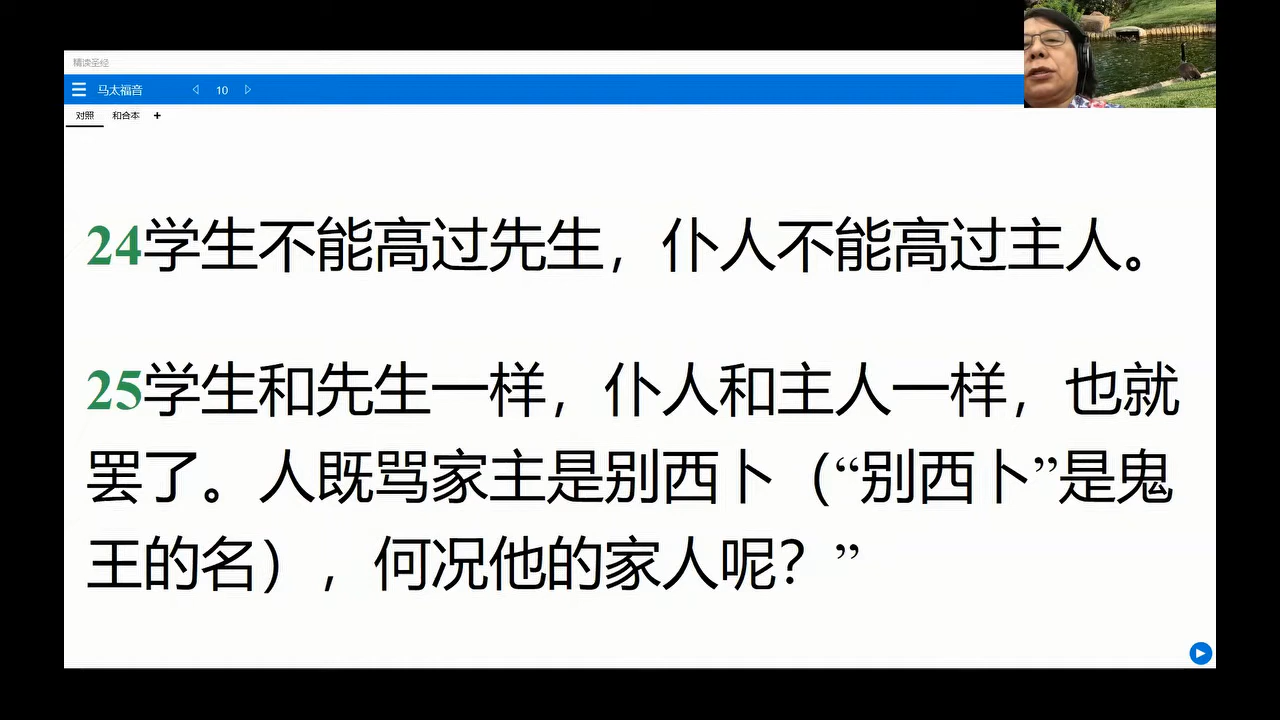 精读圣经
马太福音 10
对照 和合本 +
24学生不能高过先生，仆人不能高过主人。
25学生和先生一样，仆人和主人一样，也就
罢了。人既骂家主是别西卜（“别西卜”是鬼
王的名），何况他的家人呢？”